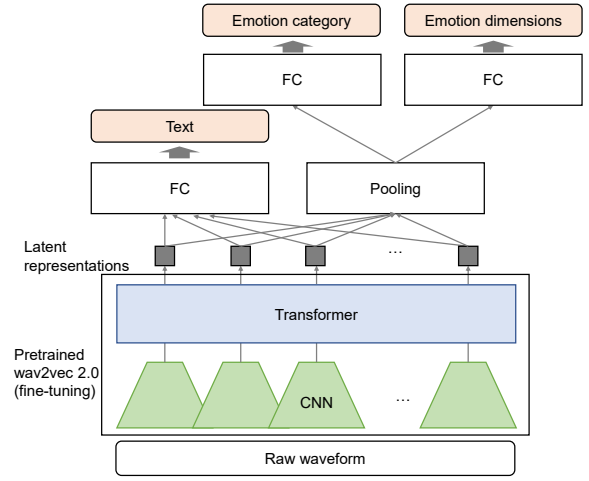 Emotion category
Emotion dimensions
FC
FC
Text
FC
Pooling
Latent
representations
...
Transformer
Pretrained
wav2vec 2.0
(fine-tuning)
CNN
...
Raw waveform